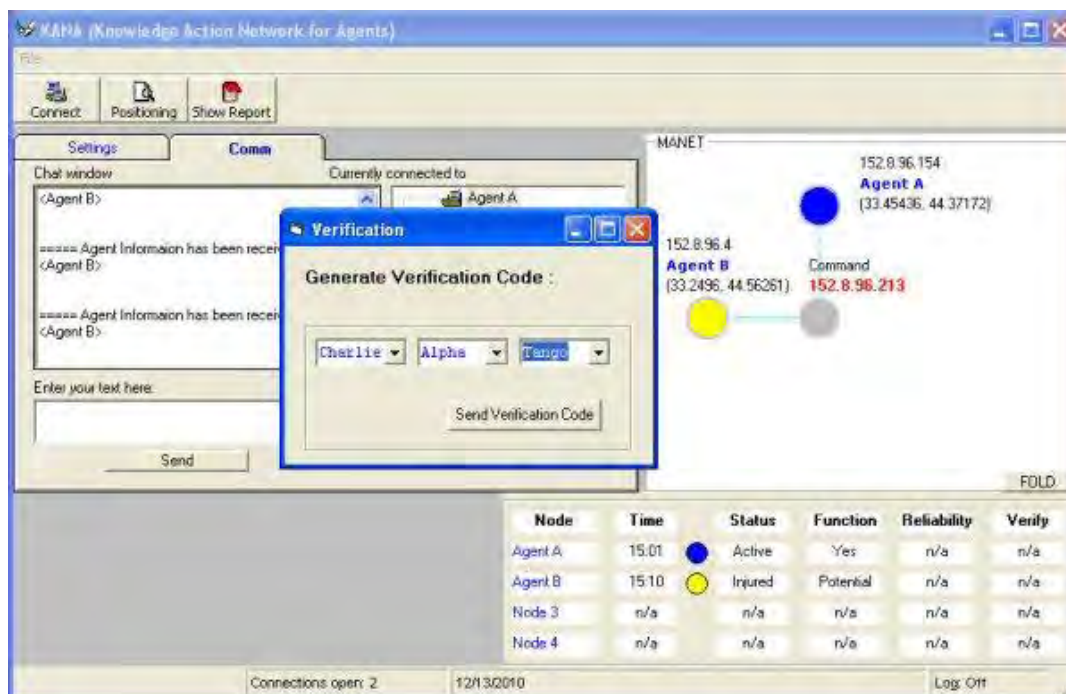 KANA (Knowledge Action Network for Agents)
File
Connect Positioning Show Report
Settings Comm
Chat window Currently connected to
<Agent B> Agent A
===== Agent Informaion has been recei
<Agent B>
===== Agent Informaion has been recei
<Agent B>
Enter your text here:
Send
Verification
Generate Verification Code :
Charlie Alpha Tango
Send Verification Code
MANET
152.8.96.154
Agent A
(33.45436, 44.37172)
152.8.96.4
Agent B
(33.2496, 44.56261)
Command
152.8.96.213
FOLD
Node Time Status Function Reliability Verify
Agent A 15:01 Active Yes n/a n/a
Agent B 15:10 Injured Potential n/a n/a
Node 3 n/a n/a n/a n/a n/a
Node 4 n/a n/a n/a n/a n/a
Connections open: 2 12/13/2010 Log: Off